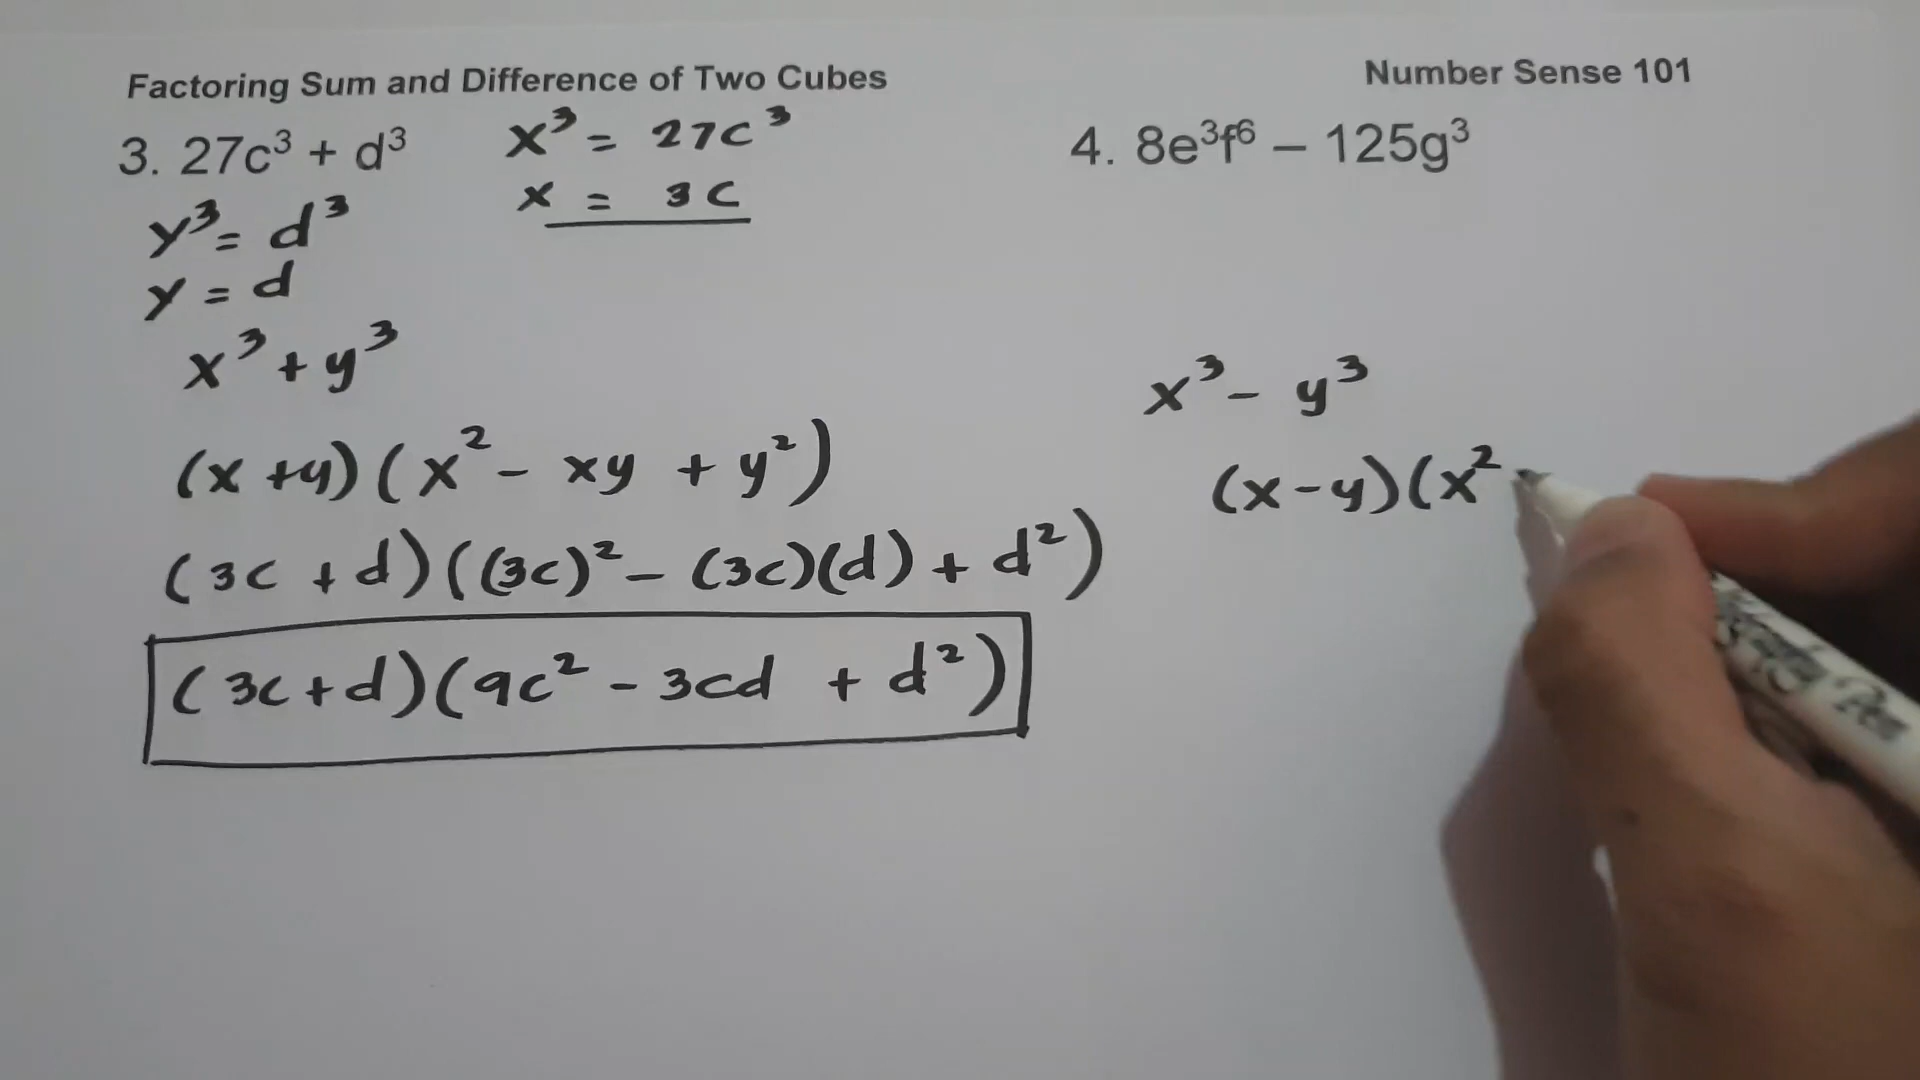 Factoring Sum and Difference of Two Cubes
Number Sense 101
3. 27c³ + d³
x³ = 27c³
x = 3c
y³ = d³
y = d
x³ + y³
(x + y)(x² - xy + y²)
(3c + d)((3c)² - (3c)(d) + d²)
(3c + d)(9c² - 3cd + d²)
4. 8e³f⁶ – 125g³
x³ - y³
(x - y)(x²